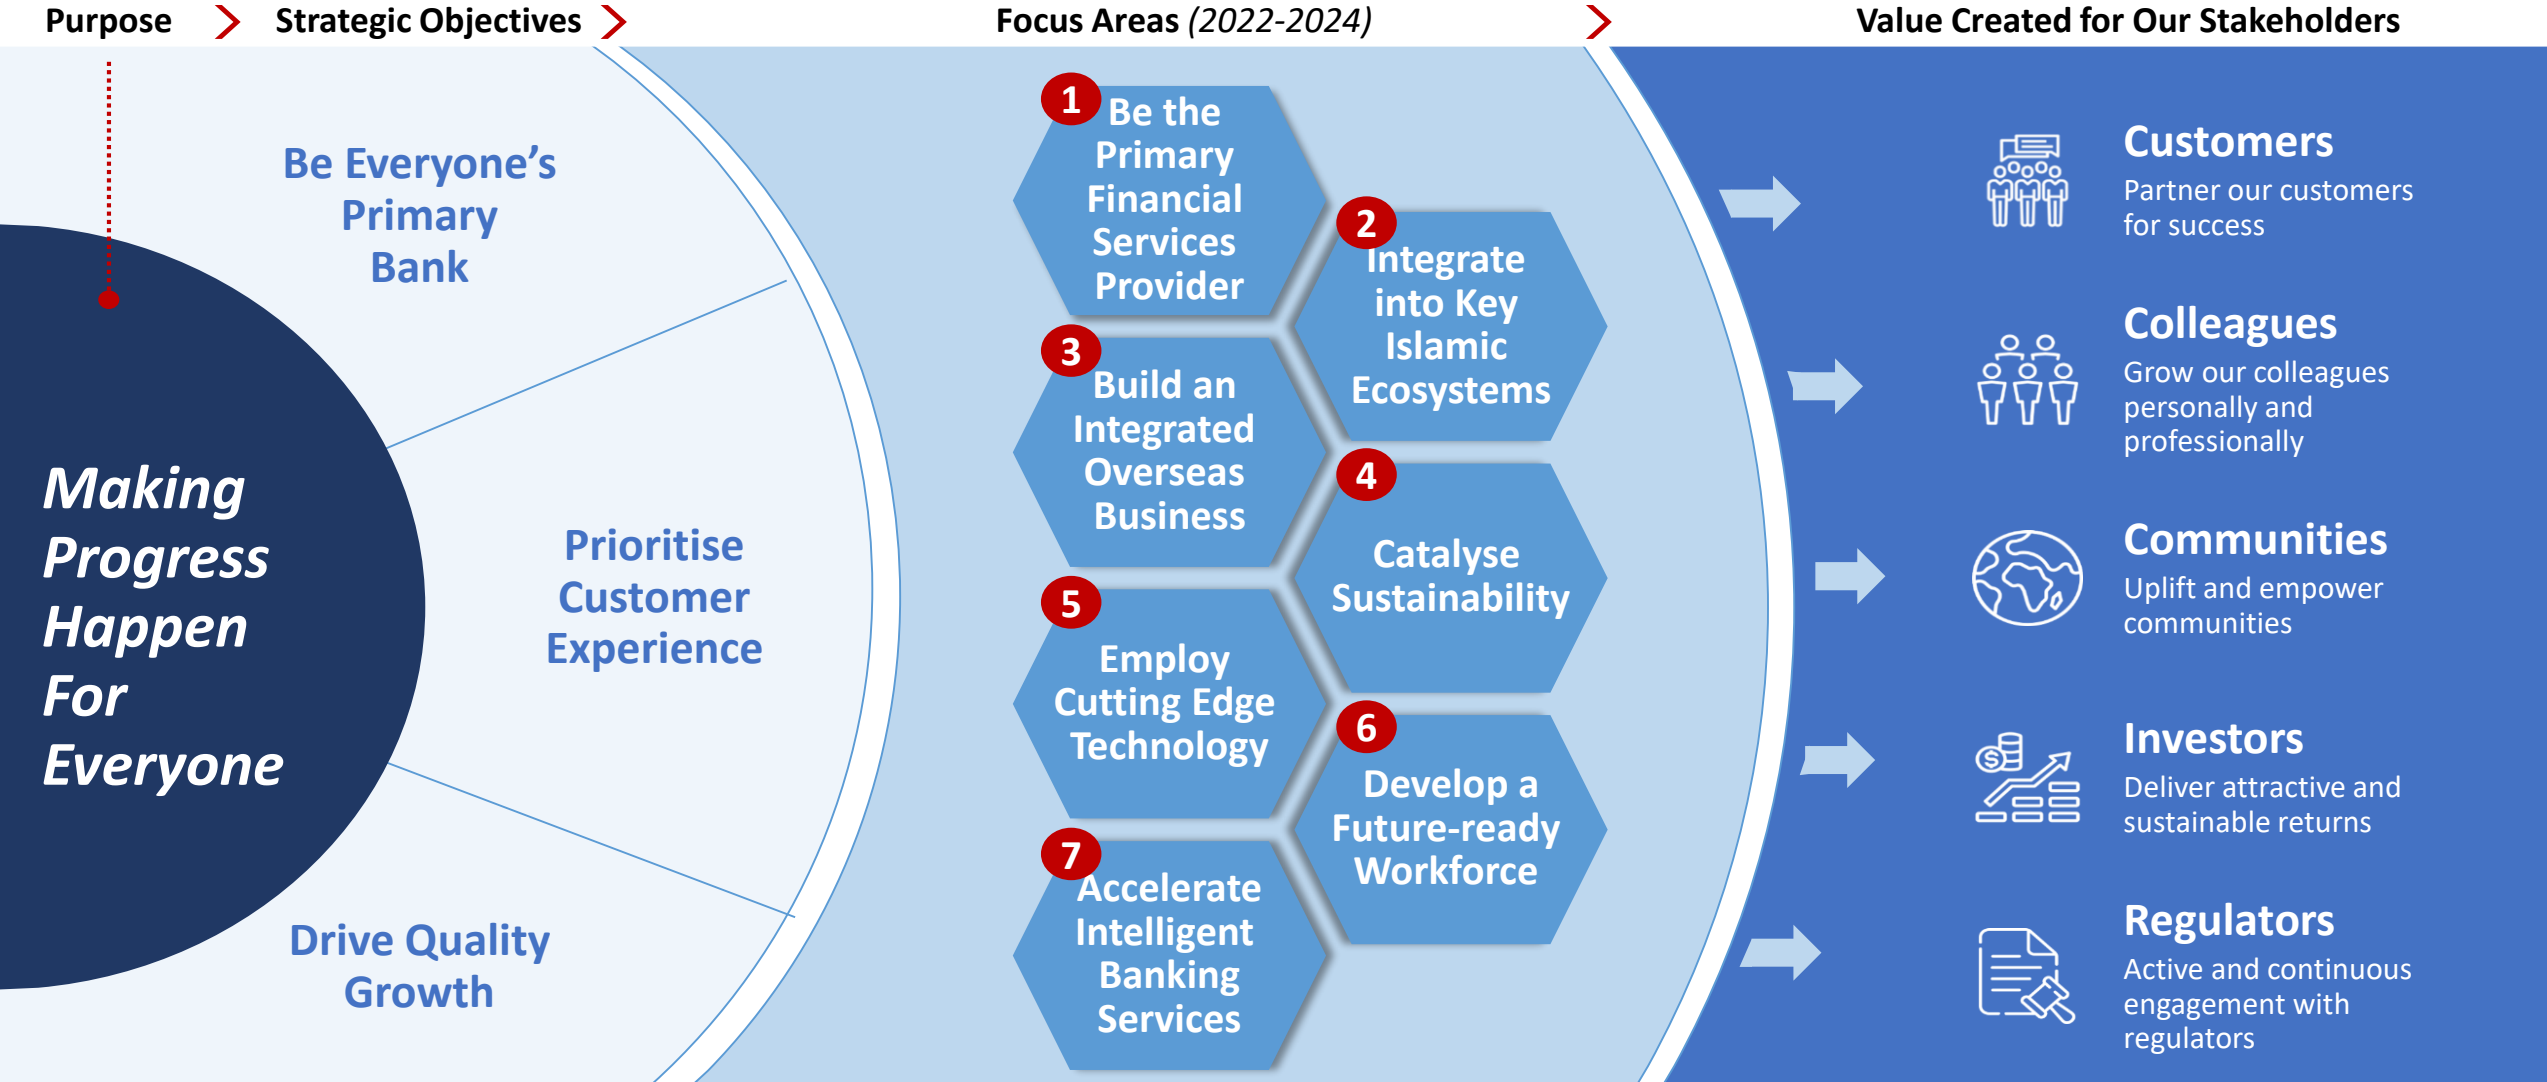 Purpose
Strategic Objectives
Focus Areas (2022-2024)
Value Created for Our Stakeholders
Making
Progress
Happen
For
Everyone
Be Everyone’s
Primary
Bank
Prioritise
Customer
Experience
Drive Quality
Growth
1
Be the
Primary
Financial
Services
Provider
2
Integrate
into Key
Islamic
Ecosystems
3
Build an
Integrated
Overseas
Business
4
Catalyse
Sustainability
5
Employ
Cutting Edge
Technology
6
Develop a
Future-ready
Workforce
7
Accelerate
Intelligent
Banking
Services
Customers
Partner our customers
for success
Colleagues
Grow our colleagues
personally and
professionally
Communities
Uplift and empower
communities
Investors
Deliver attractive and
sustainable returns
Regulators
Active and continuous
engagement with
regulators